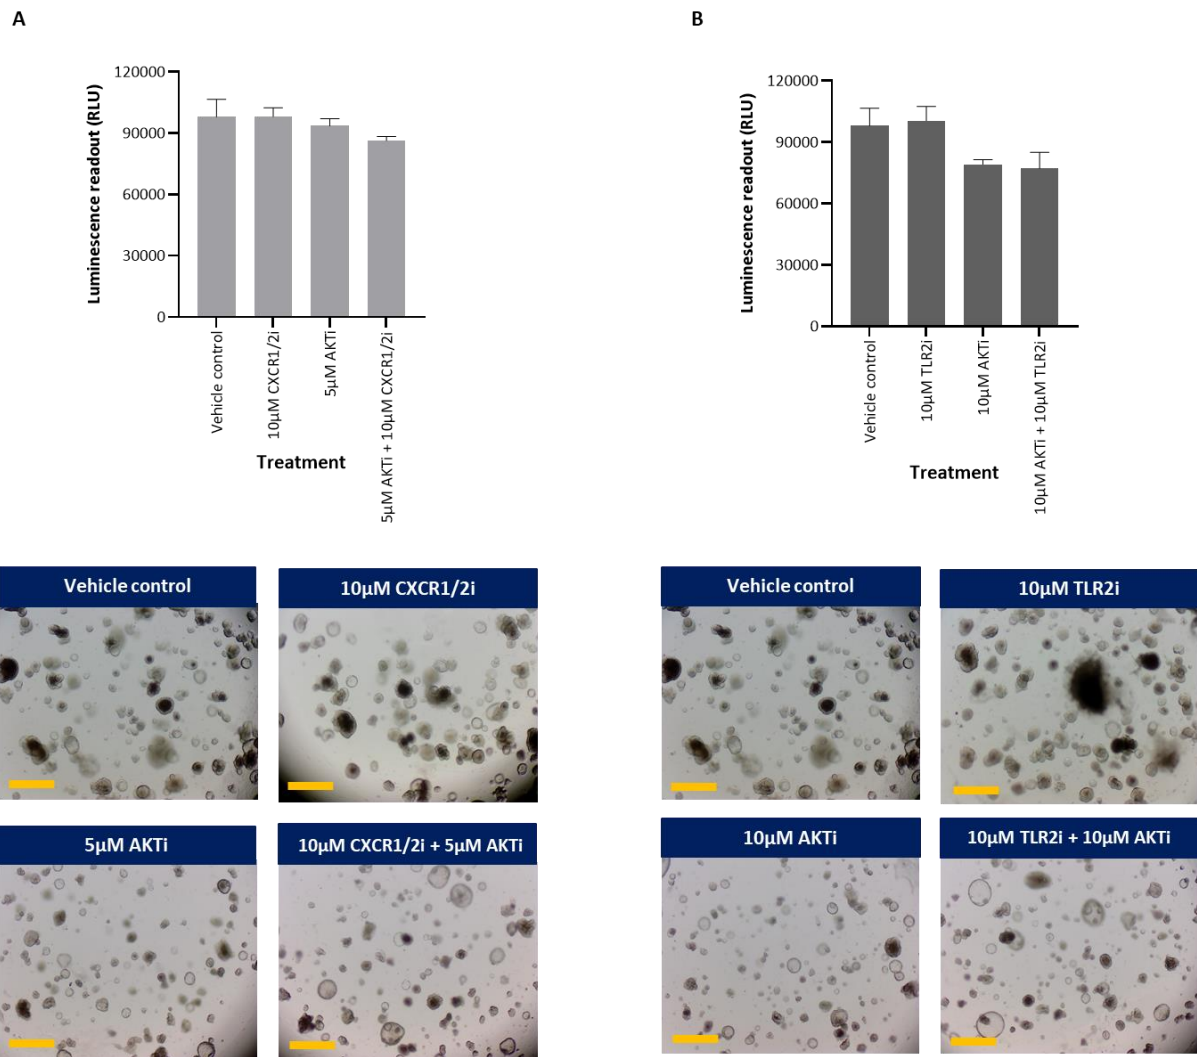 A
120000
90000
60000
30000
0
Luminescence readout (RLU)
Vehicle control
10µM CXCR1/2i
5µM AKTi
5µM AKTi + 10µM CXCR1/2i
Treatment
B
120000
90000
60000
30000
0
Luminescence readout (RLU)
Vehicle control
10µM TLR2i
10µM AKTi
10µM AKTi + 10µM TLR2i
Treatment
Vehicle control
10µM CXCR1/2i
5µM AKTi
10µM CXCR1/2i + 5µM AKTi
Vehicle control
10µM TLR2i
10µM AKTi
10µM TLR2i + 10µM AKTi